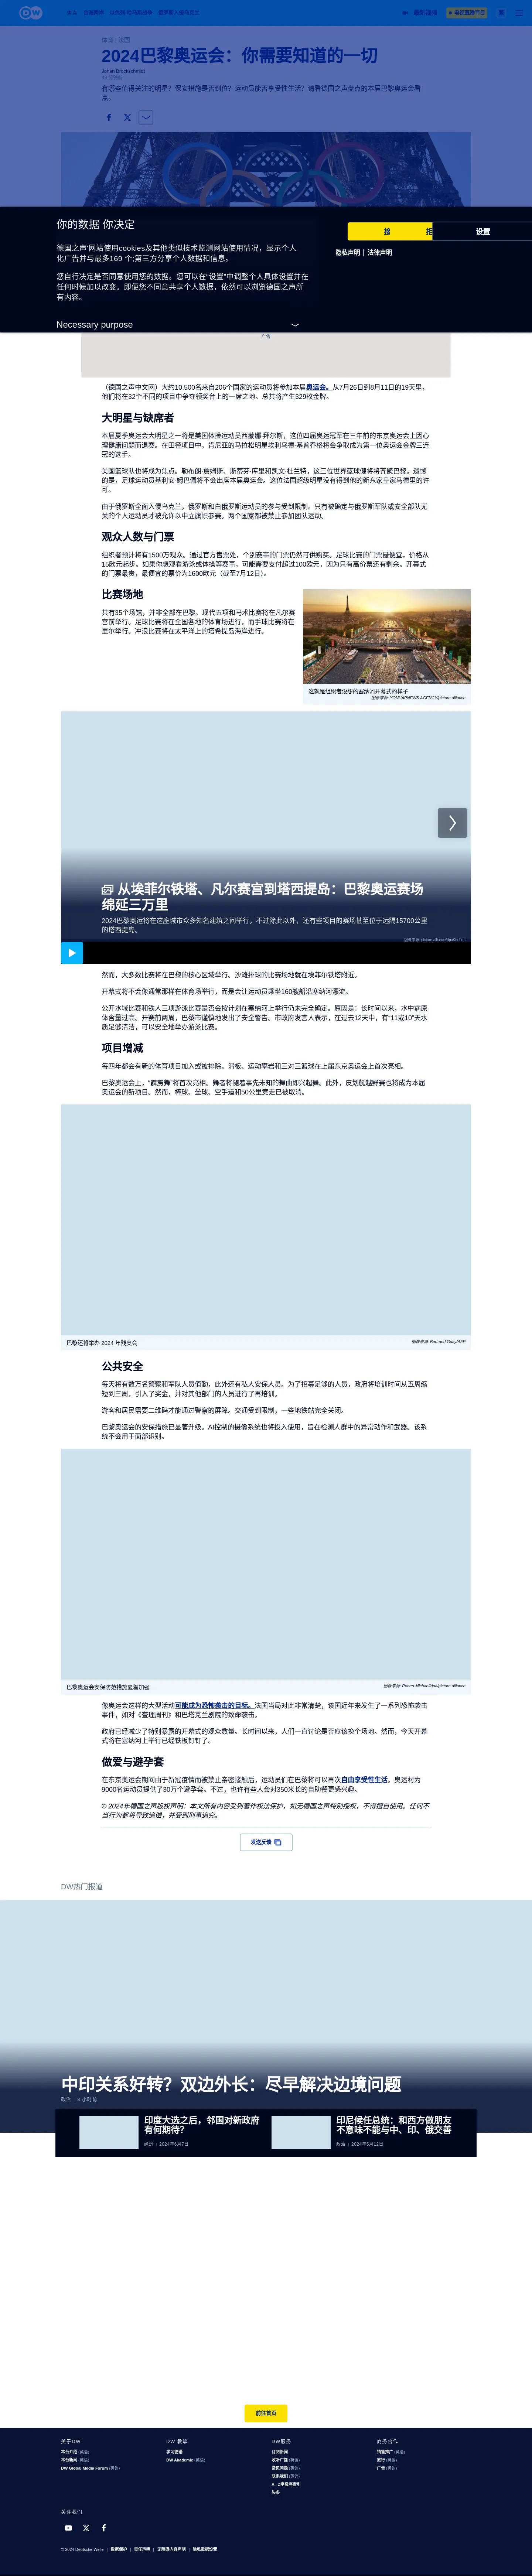 体育 | 法国
2024巴黎奥运会：你需要知道的一切
有哪些值得关注的明星？保安措施是否到位？运动员能否享受性生活？请看德国之声盘点的本届巴黎奥运会看
点。
你的数据 你决定
德国之声‘网站使用cookies及其他类似技术监测网站使用情况，显示个人
化广告并与最多169 个;第三方分享个人数据和信息。
您自行决定是否同意使用您的数据。您可以在“设置”中调整个人具体设置并在
任何时候加以改变。即便您不同意共享个人数据，依然可以浏览德国之声所
有内容。
设置
隐私声明 | 法律声明
Necessary purpose
广告
（德国之声中文网）大约10,500名来自206个国家的运动员将参加本届奥运会。从7月26日到8月11日的19天里，
他们将在32个不同的项目中争夺领奖台上的一席之地。总共将产生329枚金牌。
大明星与缺席者
本届夏季奥运会大明星之一将是美国体操运动员西蒙娜·拜尔斯，这位四届奥运冠军在三年前的东京奥运会上因心
理健康问题而退赛。在田径项目中，肯尼亚的马拉松明星埃利乌德·基普乔格将会争取成为第一位奥运会金牌三连
冠的选手。
美国篮球队也将成为焦点。勒布朗·詹姆斯、斯蒂芬·库里和凯文·杜兰特，这三位世界篮球健将将齐聚巴黎。遗憾
的是，足球运动员基利安·姆巴佩将不会出席本届奥运会。这位法国超级明星没有得到他的新东家皇家马德里的许
可。
由于俄罗斯全面入侵乌克兰，俄罗斯和白俄罗斯运动员的参与受到限制。只有被确定与俄罗斯军队或安全部队无
关的个人运动员才被允许以中立旗帜参赛。两个国家都被禁止参加团队运动。
观众人数与门票
组织者预计将有1500万观众。通过官方售票处，个别赛事的门票仍然可供购买。足球比赛的门票最便宜，价格从
15欧元起步。如果你想观看游泳或体操等赛事，可能需要支付超过100欧元，因为只有高价票还有剩余。开幕式
的门票最贵，最便宜的票价为1600欧元（截至7月12日）。
比赛场地
共有35个场馆，并非全部在巴黎。现代五项和马术比赛将在凡尔赛
宫前举行。足球比赛将在全国各地的体育场进行，而手球比赛将在
里尔举行。冲浪比赛将在太平洋上的塔希提岛海岸进行。
这就是组织者设想的塞纳河开幕式的样子
图像来源: YONHAPNEWS AGENCY/picture alliance
从埃菲尔铁塔、凡尔赛宫到塔西提岛：巴黎奥运赛场
绵延三万里
2024巴黎奥运将在这座城市众多知名建筑之间举行，不过除此以外，还有些项目的赛场甚至位于远隔15700公里
的塔西提岛。
然而，大多数比赛将在巴黎的核心区域举行。沙滩排球的比赛场地就在埃菲尔铁塔附近。
开幕式将不会像通常那样在体育场举行，而是会让运动员乘坐160艘船沿塞纳河漂流。
公开水域比赛和铁人三项游泳比赛是否会按计划在塞纳河上举行仍未完全确定。原因是：长时间以来，水中病原
体含量过高。开赛前两周，巴黎市谨慎地发出了安全警告。市政府发言人表示，在过去12天中，有“11或10”天水
质足够清洁，可以安全地举办游泳比赛。
项目增减
每四年都会有新的体育项目加入或被排除。滑板、运动攀岩和三对三篮球在上届东京奥运会上首次亮相。
巴黎奥运会上，“霹雳舞”将首次亮相。舞者将随着事先未知的舞曲即兴起舞。此外，皮划艇越野赛也将成为本届
奥运会的新项目。然而，棒球、垒球、空手道和50公里竞走已被取消。
巴黎还将举办 2024 年残奥会
图像来源: Bertrand Guay/AFP
公共安全
每天将有数万名警察和军队人员值勤，此外还有私人安保人员。为了招募足够的人员，政府将培训时间从五周缩
短到三周，引入了奖金，并对其他部门的人员进行了再培训。
游客和居民需要二维码才能通过警察的屏障。交通受到限制，一些地铁站完全关闭。
巴黎奥运会的安保措施已显著升级。AI控制的摄像系统也将投入使用，旨在检测人群中的异常动作和武器。该系
统不会用于面部识别。
巴黎奥运会安保防范措施显着加强
图像来源: Robert Michael/dpa/picture alliance
像奥运会这样的大型活动可能成为恐怖袭击的目标。法国当局对此非常清楚，该国近年来发生了一系列恐怖袭击
事件，如对《查理周刊》和巴塔克兰剧院的致命袭击。
政府已经减少了特别暴露的开幕式的观众数量。长时间以来，人们一直讨论是否应该换个场地。然而，今天开幕
式将在塞纳河上举行已经铁板钉钉了。
做爱与避孕套
在东京奥运会期间由于新冠疫情而被禁止亲密接触后，运动员们在巴黎将可以再次自由享受性生活。奥运村为
9000名运动员提供了30万个避孕套。不过，也许有些人会对350米长的自助餐更感兴趣。
© 2024年德国之声版权声明：本文所有内容受到著作权法保护，如无德国之声特别授权，不得擅自使用。任何不
当行为都将导致追偿，并受到刑事追究。
发送反馈
DW热门报道
中印关系好转？双边外长：尽早解决边境问题
政治 | 9 小时前
印度大选之后，邻国对新政府
有何期待？
经济 | 2024年6月7日
印尼候任总统：和西方做朋友
不意味不能与中、印、俄交善
政治 | 2024年5月12日
前往首页
关于DW
本台介绍 (英语)
本台新闻 (英语)
DW Global Media Forum (英语)
DW 教學
学习德语
DW Akademie (英语)
DW服务
订阅新闻
收听广播 (英语)
常见问题 (英语)
联系我们 (英语)
A - Z字母序索引
头条
商务合作
销售推广 (英语)
旅行 (英语)
广告 (英语)
关注我们
© 2024 Deutsche Welle | 数据保护 | 责任声明 | 无障碍内容声明 | 隐私数据设置